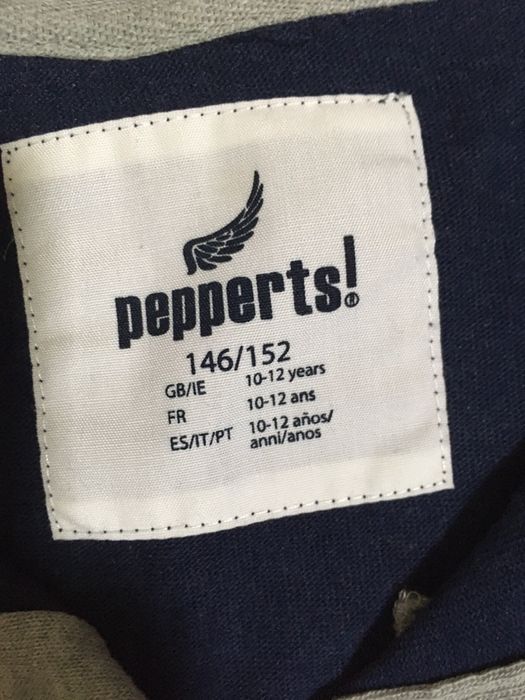 pepperts!®
146/152
GB/IE 10-12 years
FR 10-12 ans
ES/IT/PT 10-12 años/
anni/anos